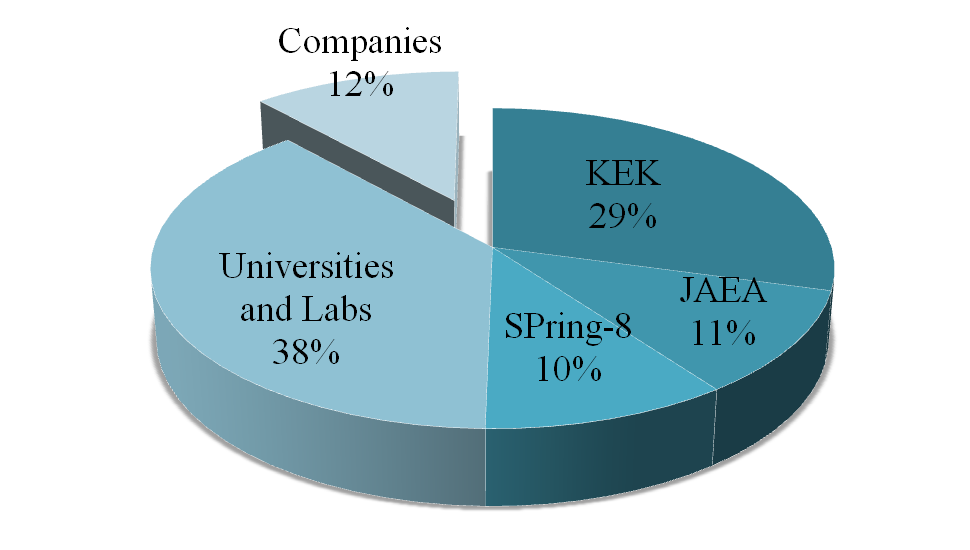 Companies
12%
KEK
29%
JAEA
11%
SPring-8
10%
Universities
and Labs
38%